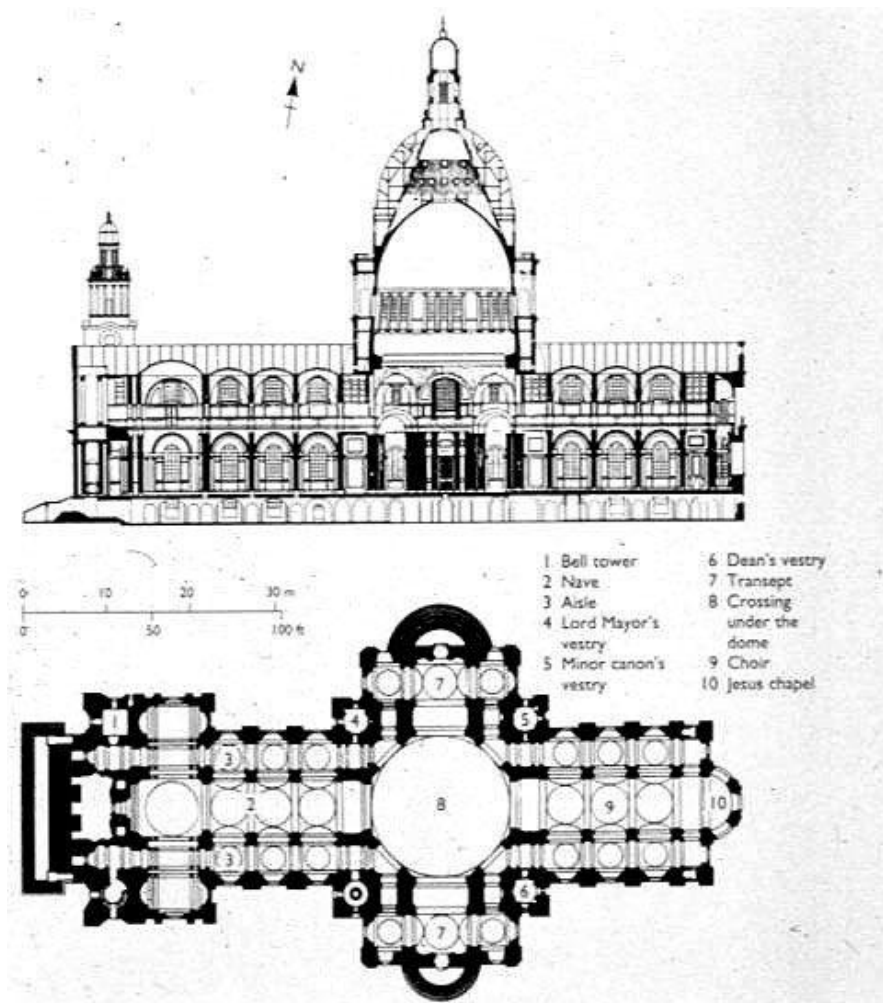 N
0 10 20 30 m
0 50 100 ft
1 Bell tower
2 Nave
3 Aisle
4 Lord Mayor's
vestry
5 Minor canon's
vestry
6 Dean's vestry
7 Transept
8 Crossing
under the
dome
9 Choir
10 Jesus chapel
7
1
4
5
3
2
8
9
10
3
6
7